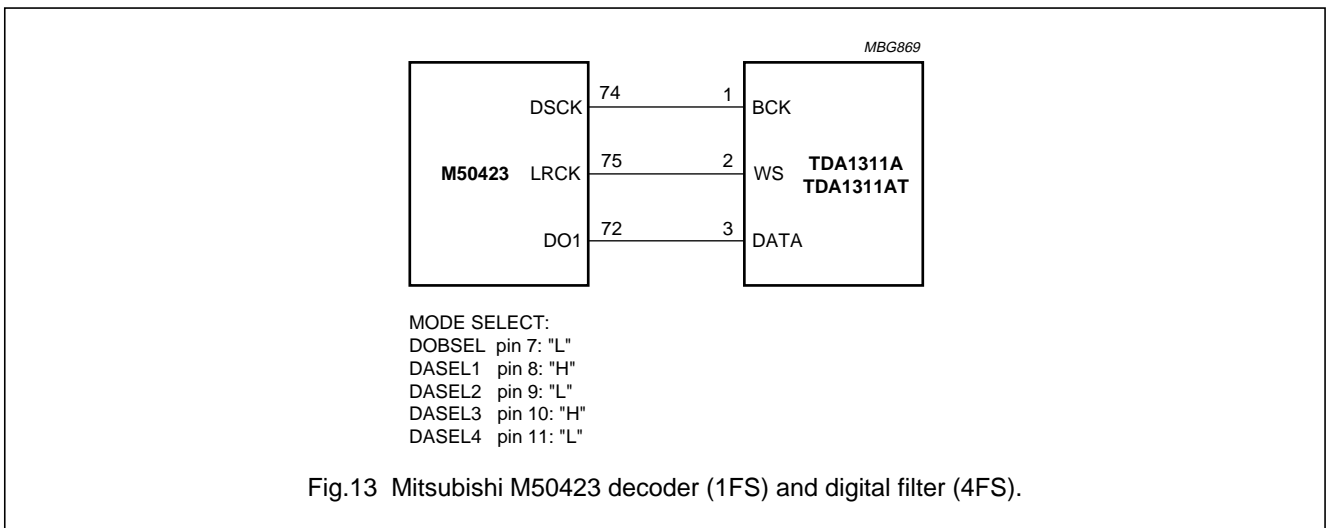 MBG869
DSCK 74 1 BCK
M50423 LRCK 75 2 WS TDA1311A
TDA1311AT
DO1 72 3 DATA
MODE SELECT:
DOBSEL pin 7: "L"
DASEL1 pin 8: "H"
DASEL2 pin 9: "L"
DASEL3 pin 10: "H"
DASEL4 pin 11: "L"
Fig.13 Mitsubishi M50423 decoder (1FS) and digital filter (4FS).